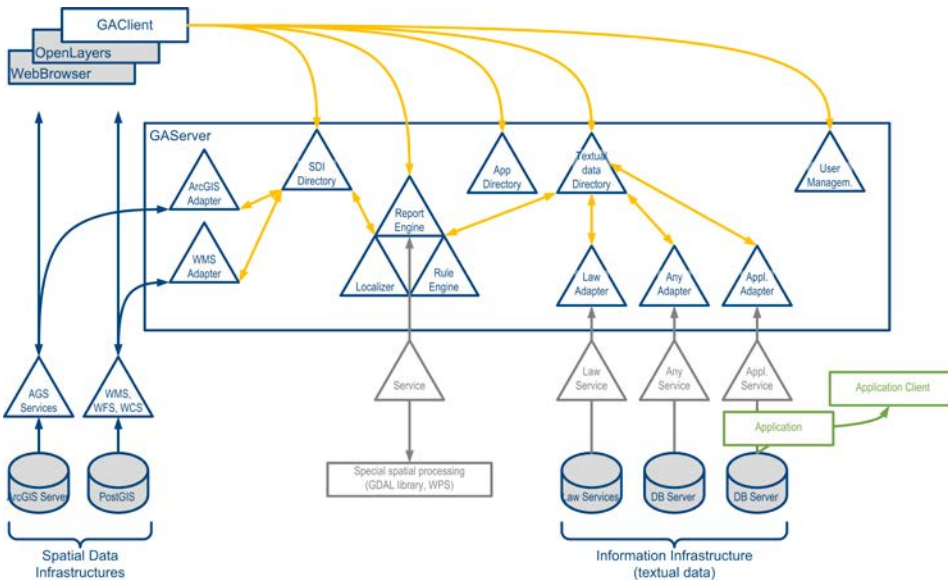 GAClient
OpenLayers
WebBrowser
GAServer
ArcGIS
Adapter
SDI
Directory
App
Directory
Textual
data
Directory
User
Managem.
Report
Engine
WMS
Adapter
Localizer
Rule
Engine
Law
Adapter
Any
Adapter
Appl.
Adapter
AGS
Services
WMS,
WFS, WCS
Service
Law
Service
Any
Service
Appl.
Service
Application Client
Application
ArcGIS Server
PostGIS
Special spatial processing
(GDAL library, WPS)
Law Services
DB Server
DB Server
Spatial Data
Infrastructures
Information Infrastructure
(textual data)